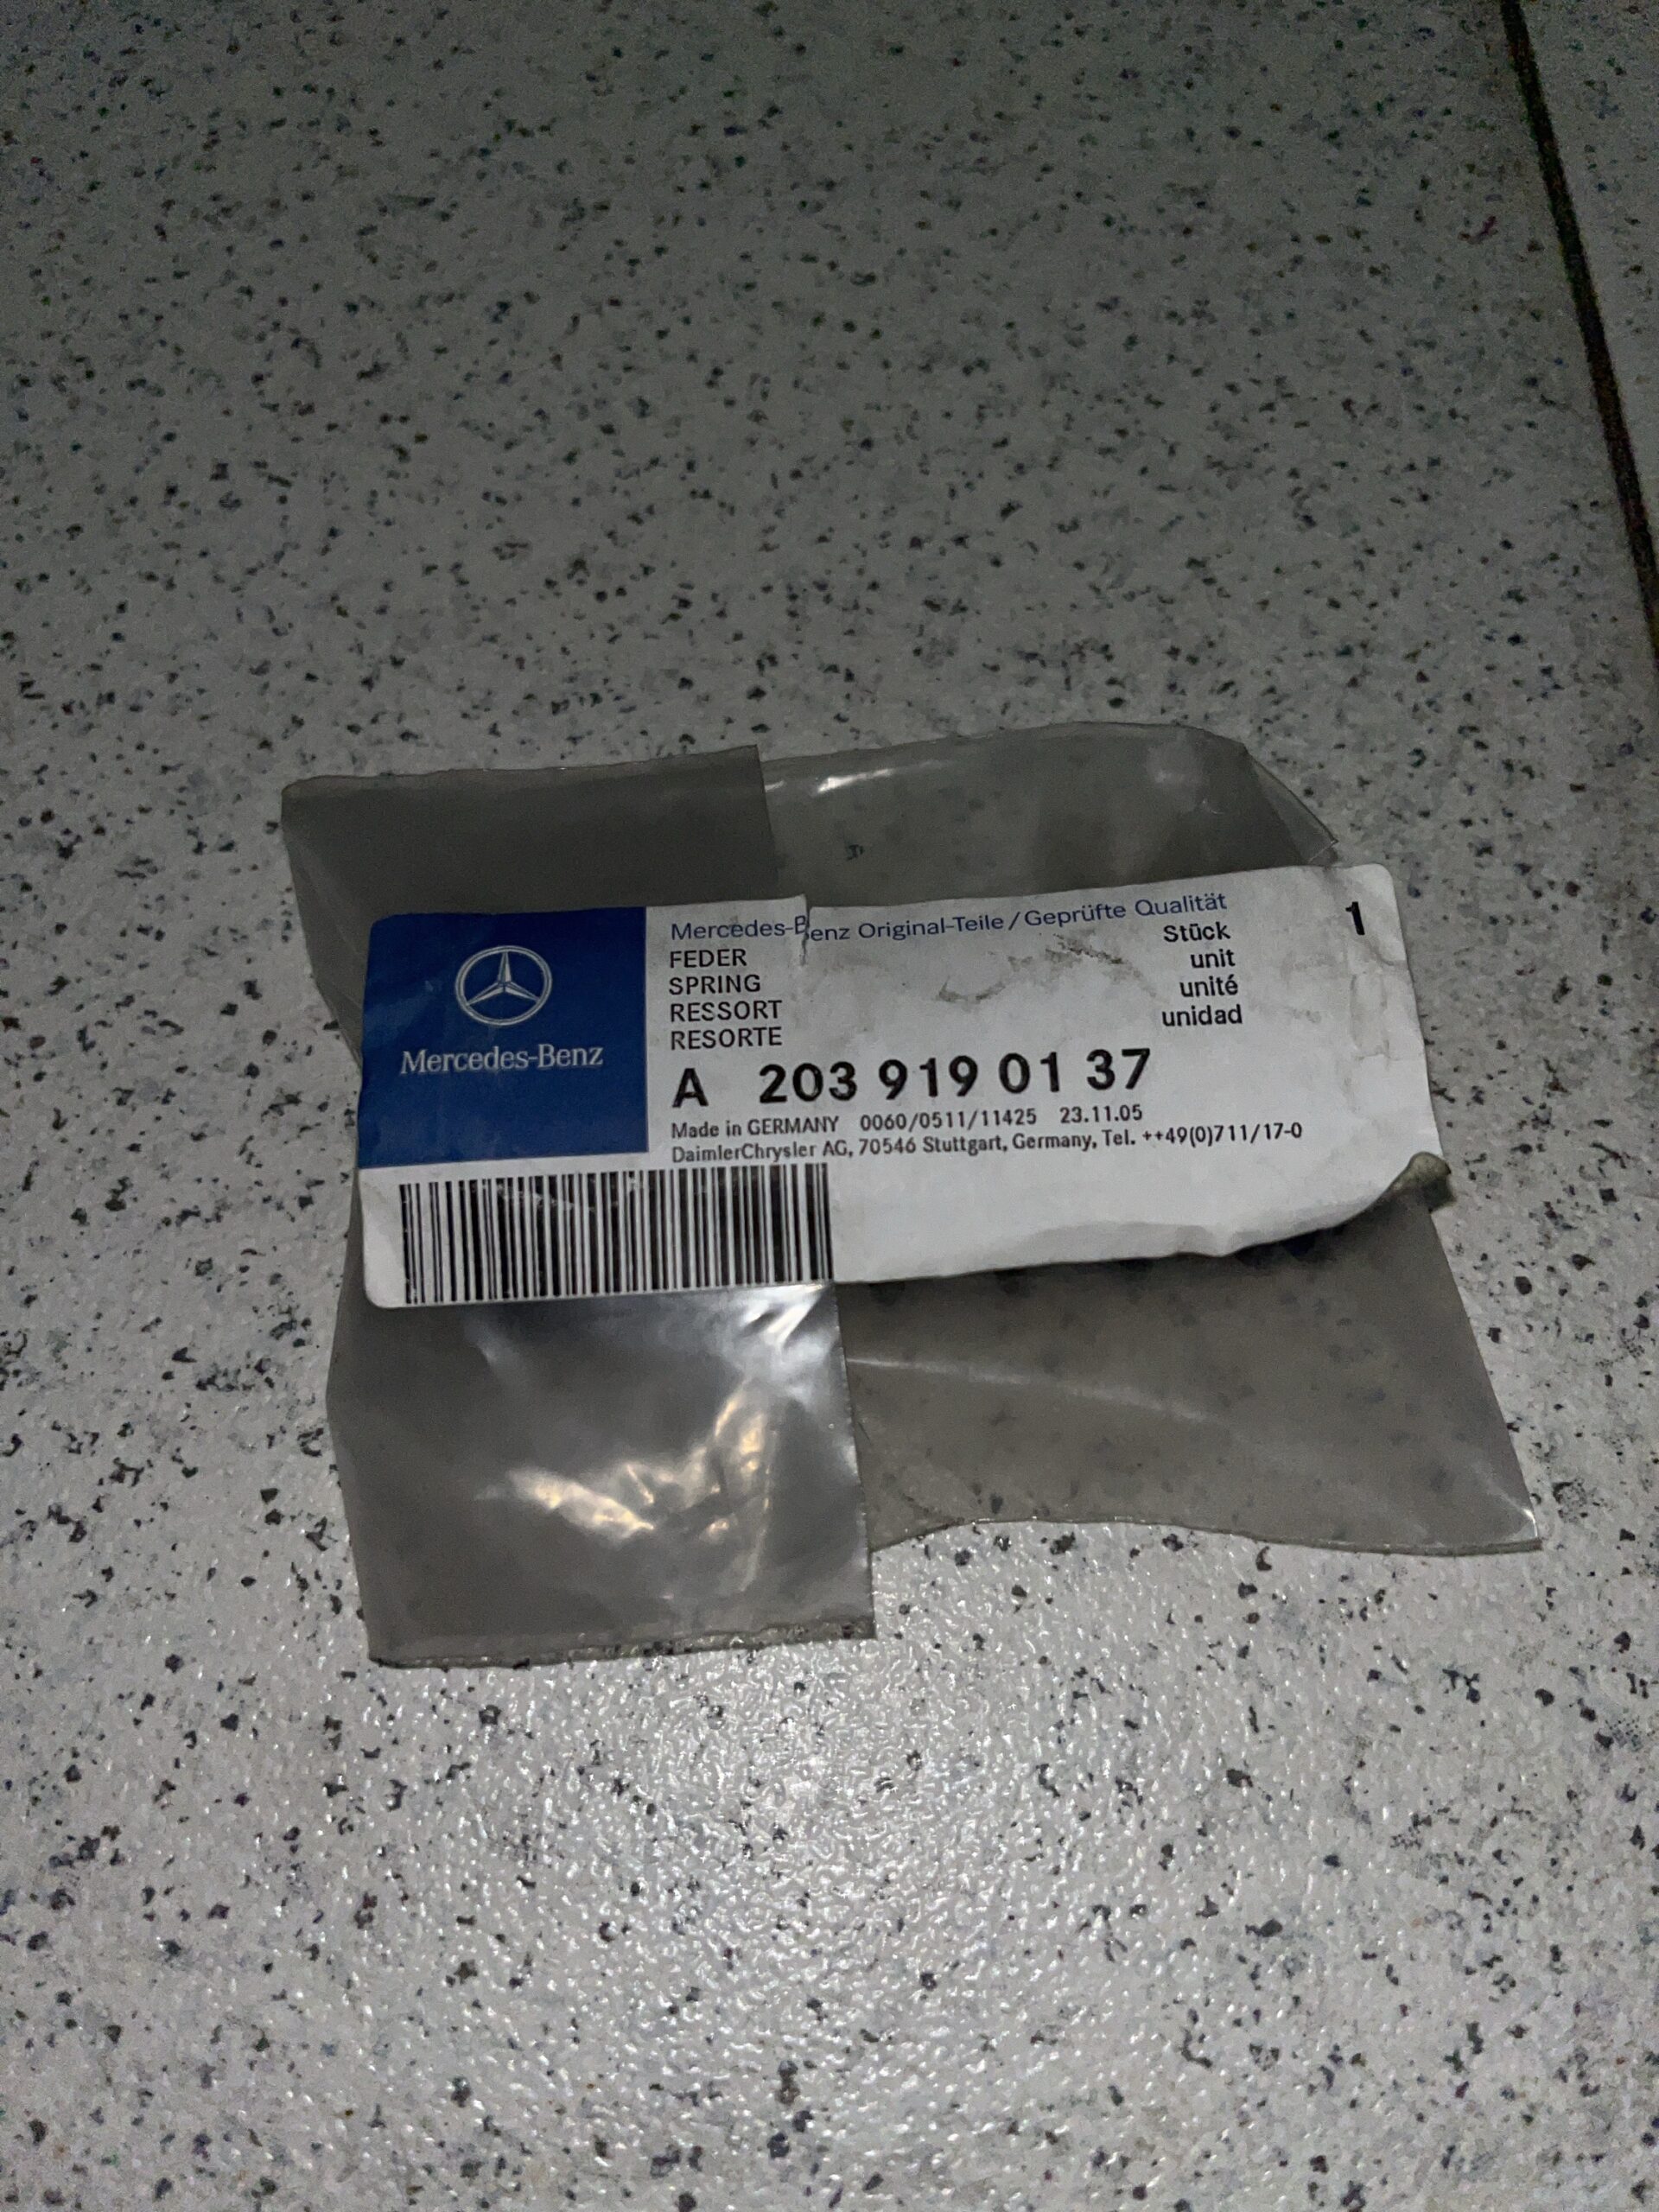 Mercedes-Benz
Mercedes-Benz Original-Teile / Geprüfte Qualität
FEDER Stück 1
SPRING unit
RESSORT unité
RESORTE unidad
A 203 919 01 37
Made in GERMANY 0060/0511/11425 23.11.05
DaimlerChrysler AG, 70546 Stuttgart, Germany, Tel. ++49(0)711/17-0